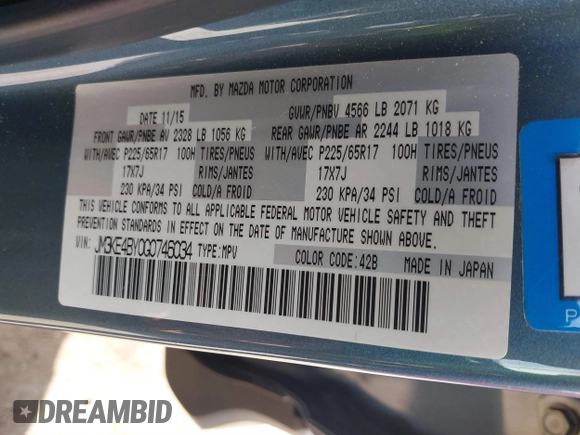 MFD. BY MAZDA MOTOR CORPORATION
DATE 11/15
GVWR/PNBV 4566 LB 2071 KG
FRONT GAWR/PNBE AV 2328 LB 1056 KG
REAR GAWR/PNBE AR 2244 LB 1018 KG
WITH/AVEC P225/65R17 100H TIRES/PNEUS
WITH/AVEC P225/65R17 100H TIRES/PNEUS
17X7J RIMS/JANTES
17X7J RIMS/JANTES
230 KPA/34 PSI COLD/A FROID
230 KPA/34 PSI COLD/A FROID
THIS VEHICLE CONFORMS TO ALL APPLICABLE FEDERAL MOTOR VEHICLE SAFETY AND THEFT
PREVENTION STANDARDS IN EFFECT ON THE DATE OF MANUFACTURE SHOWN ABOVE.
VIN: JM3KE4BY0G0746034 TYPE:MPV
COLOR CODE:42B MADE IN JAPAN
P
DREAMBID